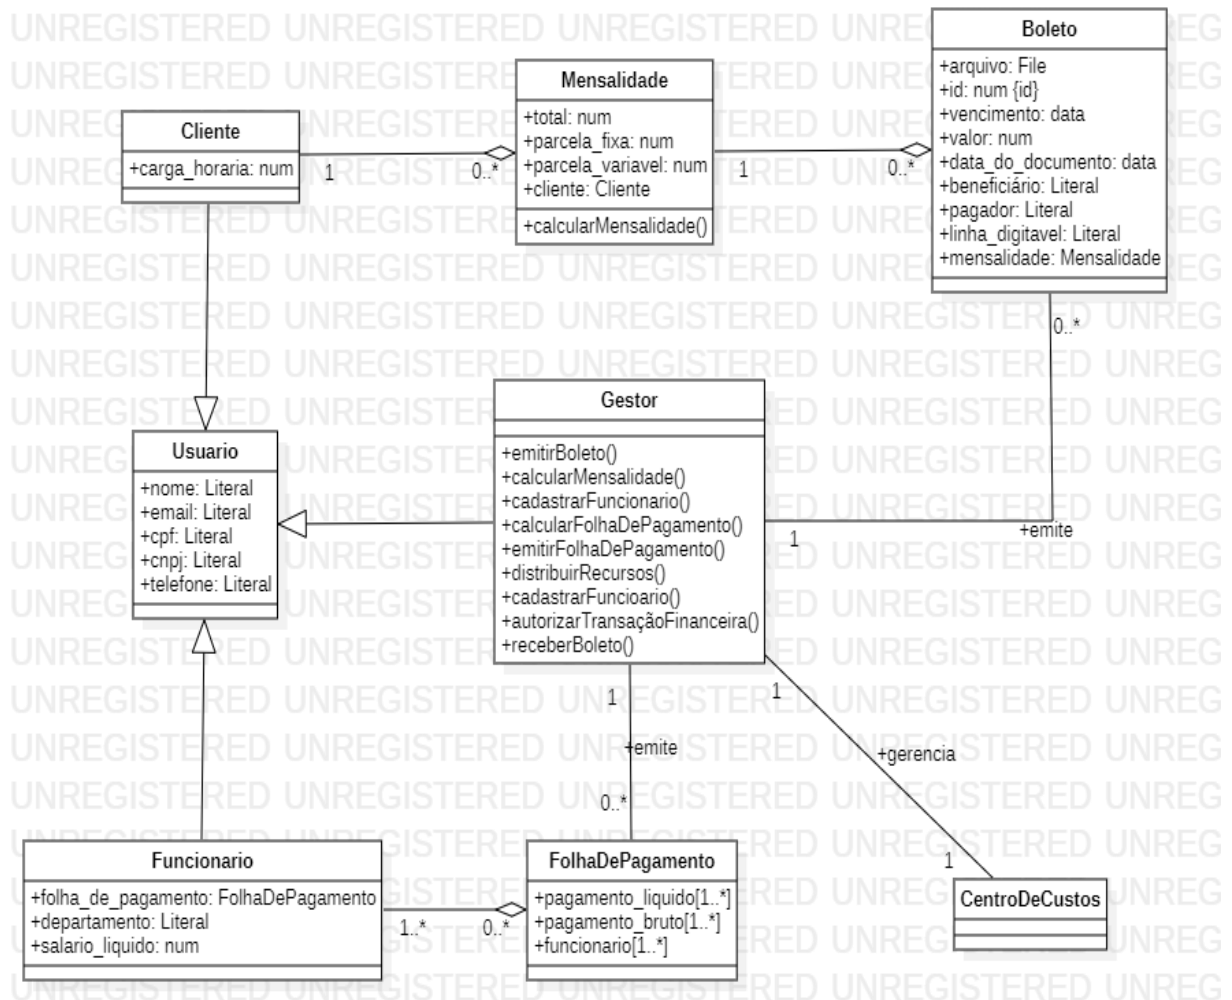 Boleto
+arquivo: File
+id: num {id}
+vencimento: data
+valor: num
+data_do_documento: data
+beneficiário: Literal
+pagador: Literal
+linha_digitavel: Literal
+mensalidade: Mensalidade
Mensalidade
+total: num
+parcela_fixa: num
+parcela_variavel: num
+cliente: Cliente
+calcularMensalidade()
Cliente
+carga_horaria: num
1
0..*
1
0..*
0..*
Gestor
+emitirBoleto()
+calcularMensalidade()
+cadastrarFuncionario()
+calcularFolhaDePagamento()
+emitirFolhaDePagamento()
+distribuirRecursos()
+cadastrarFuncioario()
+autorizarTransaçãoFinanceira()
+receberBoleto()
Usuario
+nome: Literal
+email: Literal
+cpf: Literal
+cnpj: Literal
+telefone: Literal
1
+emite
1
+emite
0..*
1
+gerencia
1
Funcionario
+folha_de_pagamento: FolhaDePagamento
+departamento: Literal
+salario_liquido: num
1..*
0..*
FolhaDePagamento
+pagamento_liquido[1..*]
+pagamento_bruto[1..*]
+funcionario[1..*]
CentroDeCustos
UNREGISTERED